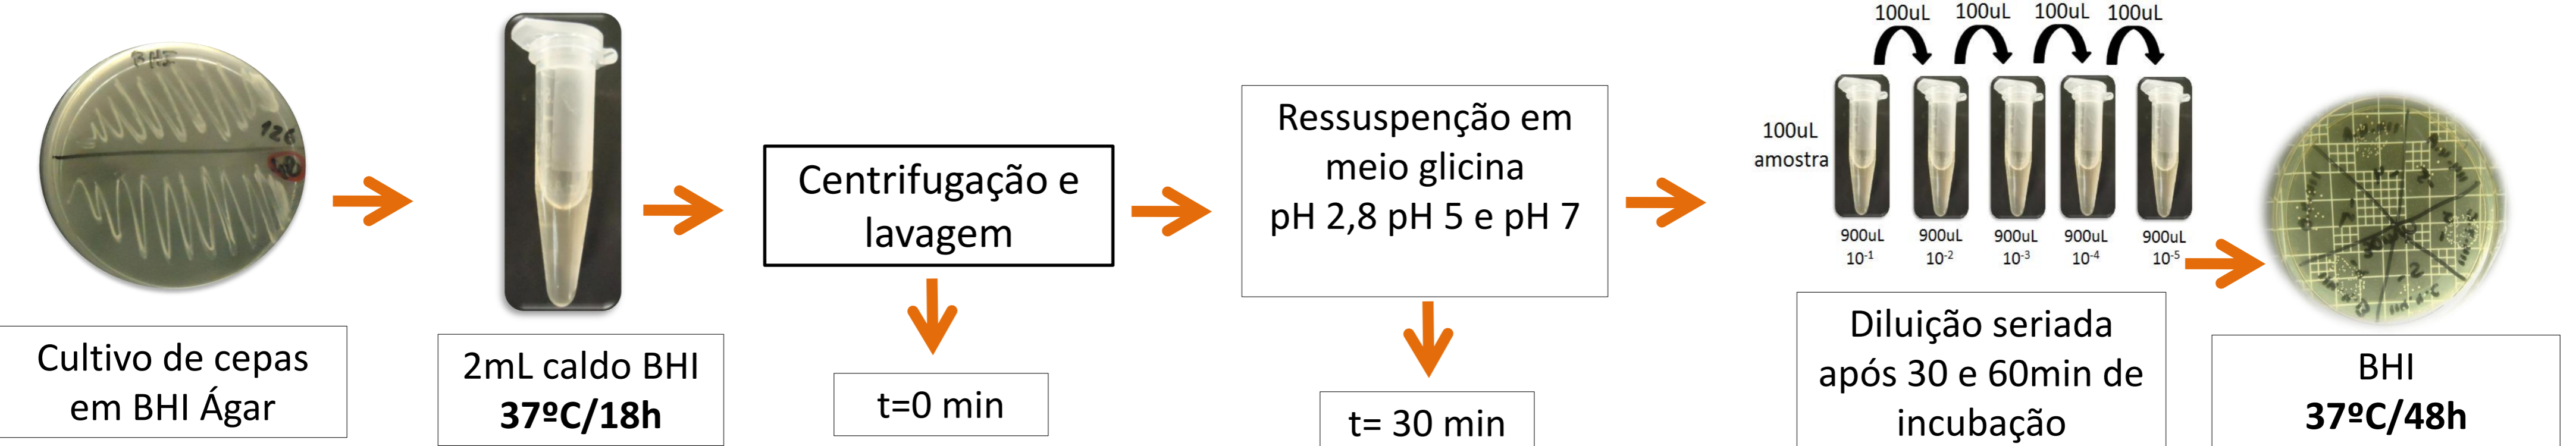 BHI
126
40
Cultivo de cepas
em BHI Ágar
2mL caldo BHI
37ºC/18h
Centrifugação e
lavagem
t=0 min
Ressuspenção em
meio glicina
pH 2,8 pH 5 e pH 7
t= 30 min
100uL 100uL 100uL 100uL
100uL
amostra
900uL 900uL 900uL 900uL 900uL
10⁻¹ 10⁻² 10⁻³ 10⁻⁴ 10⁻⁵
Diluição seriada
após 30 e 60min de
incubação
BHI
37ºC/48h